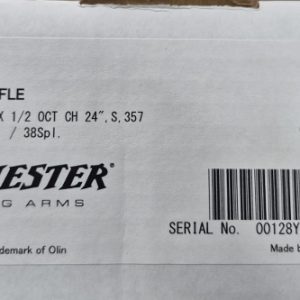 FLE
X 1/2 OCT CH 24",S,357
/ 38Spl.
HESTER
G ARMS
SERIAL No. 00128Y
demark of Olin
Made b